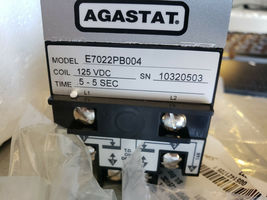 AGASTAT.
MODEL E7022PB004
COIL 125 VDC SN 10320503
TIME .5 - 5 SEC
L1 L2